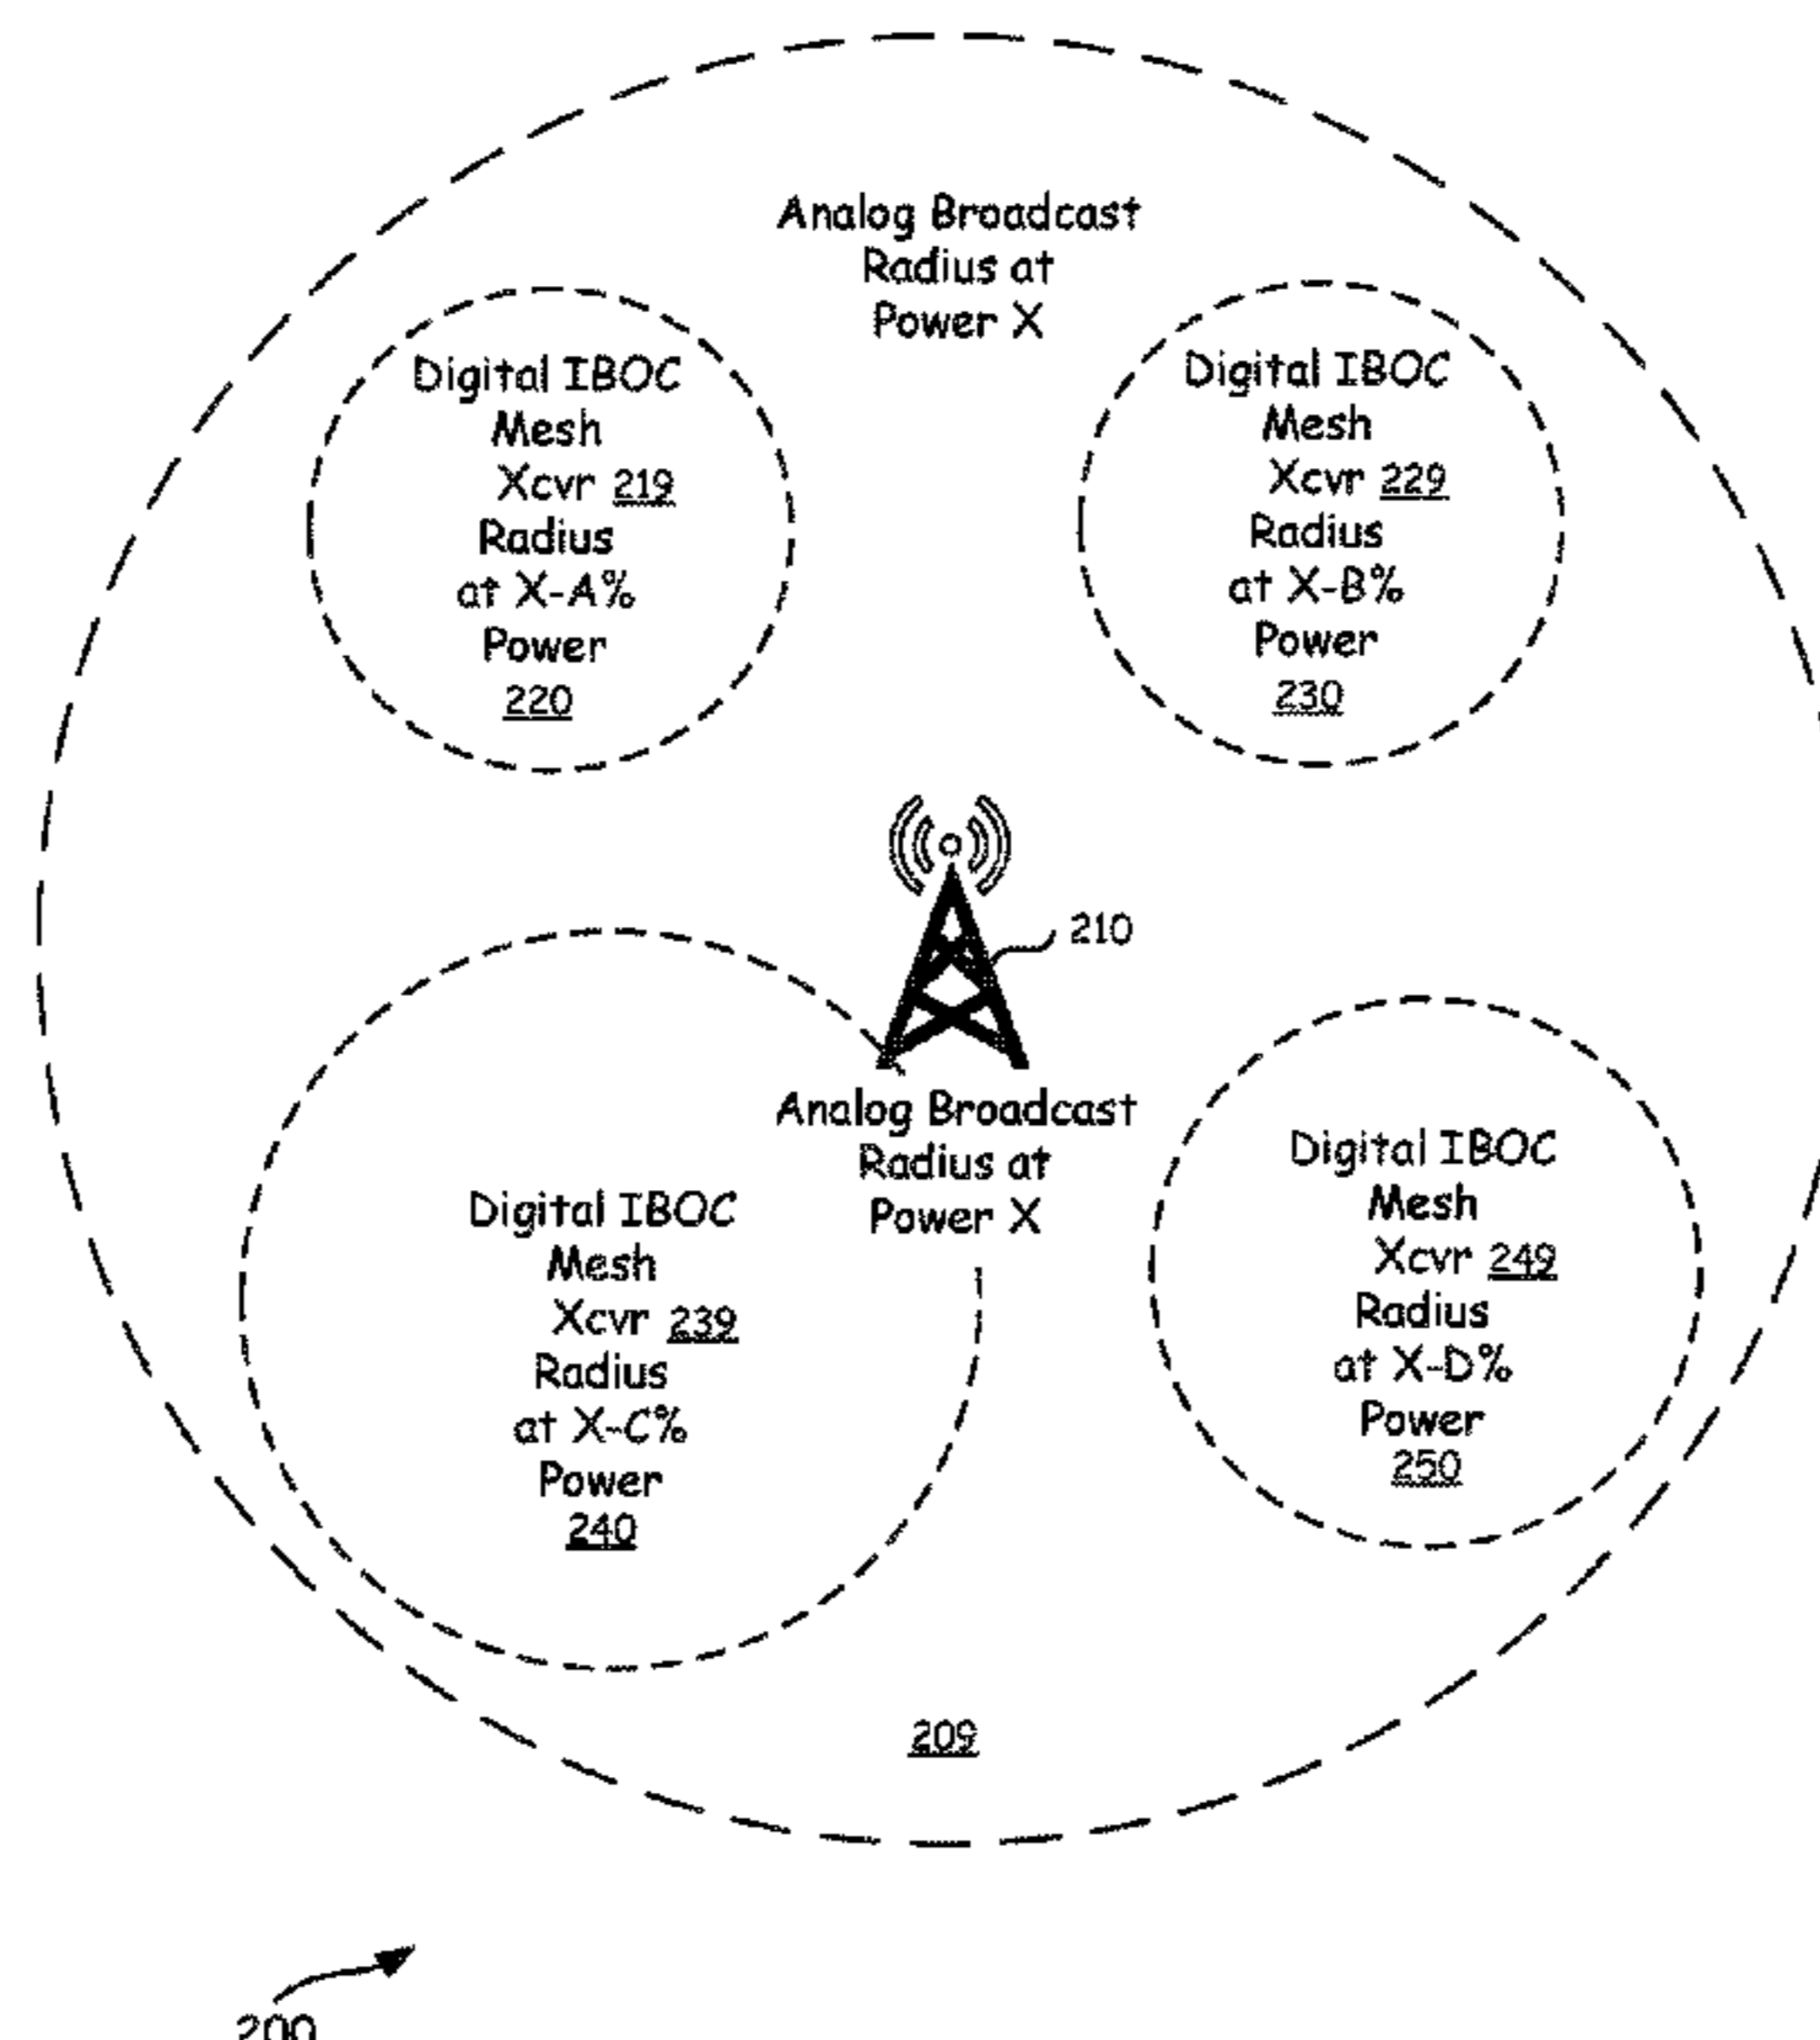 Analog Broadcast
Radius at
Power X
Digital IBOC
Mesh
Xcvr 219
Radius
at X-A%
Power
220
Digital IBOC
Mesh
Xcvr 229
Radius
at X-B%
Power
230
210
Analog Broadcast
Radius at
Power X
Digital IBOC
Mesh
Xcvr 239
Radius
at X-C%
Power
240
Digital IBOC
Mesh
Xcvr 249
Radius
at X-D%
Power
250
209
200